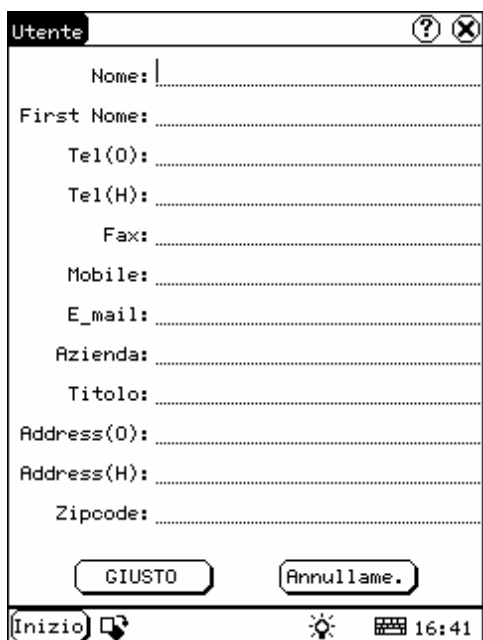 Utente
Nome:
First Nome:
Tel(O):
Tel(H):
Fax:
Mobile:
E_mail:
Azienda:
Titolo:
Address(O):
Address(H):
Zipcode:
GIUSTO Annullame.
Inizio 16:41